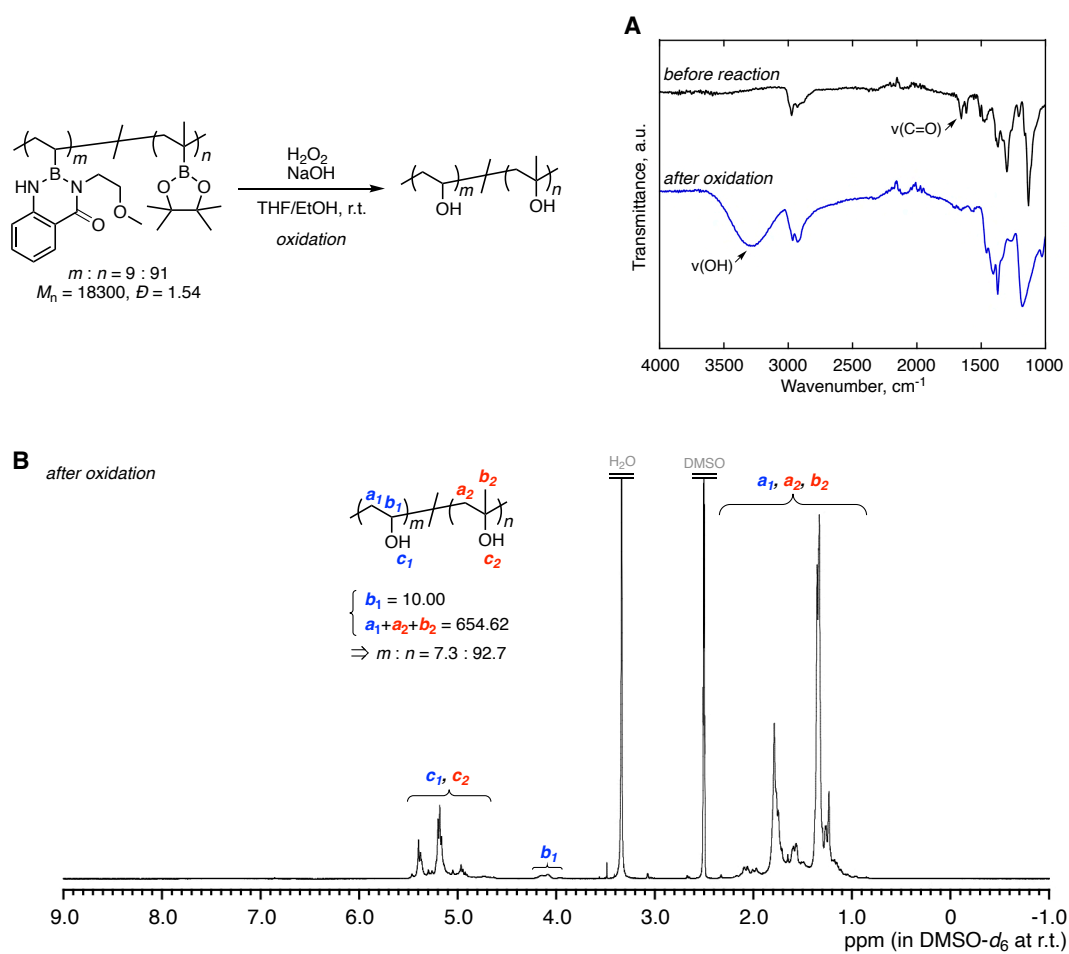 A
before reaction
ν(C=O)
after oxidation
ν(OH)
Transmittance, a.u.
4000 3500 3000 2500 2000 1500 1000
Wavenumber, cm-1
m n
B B
HN N O O
O O
m : n = 9 : 91
Mn = 18300, Đ = 1.54
H2O2
NaOH
THF/EtOH, r.t.
oxidation
m n
OH OH
B
after oxidation
H2O
DMSO
a1, a2, b2
b2
a1 b1 a2
m n
OH OH
c1 c2
b1 = 10.00
a1+a2+b2 = 654.62
⇒ m : n = 7.3 : 92.7
c1, c2
b1
9.0 8.0 7.0 6.0 5.0 4.0 3.0 2.0 1.0 0 -1.0
ppm (in DMSO-d6 at r.t.)